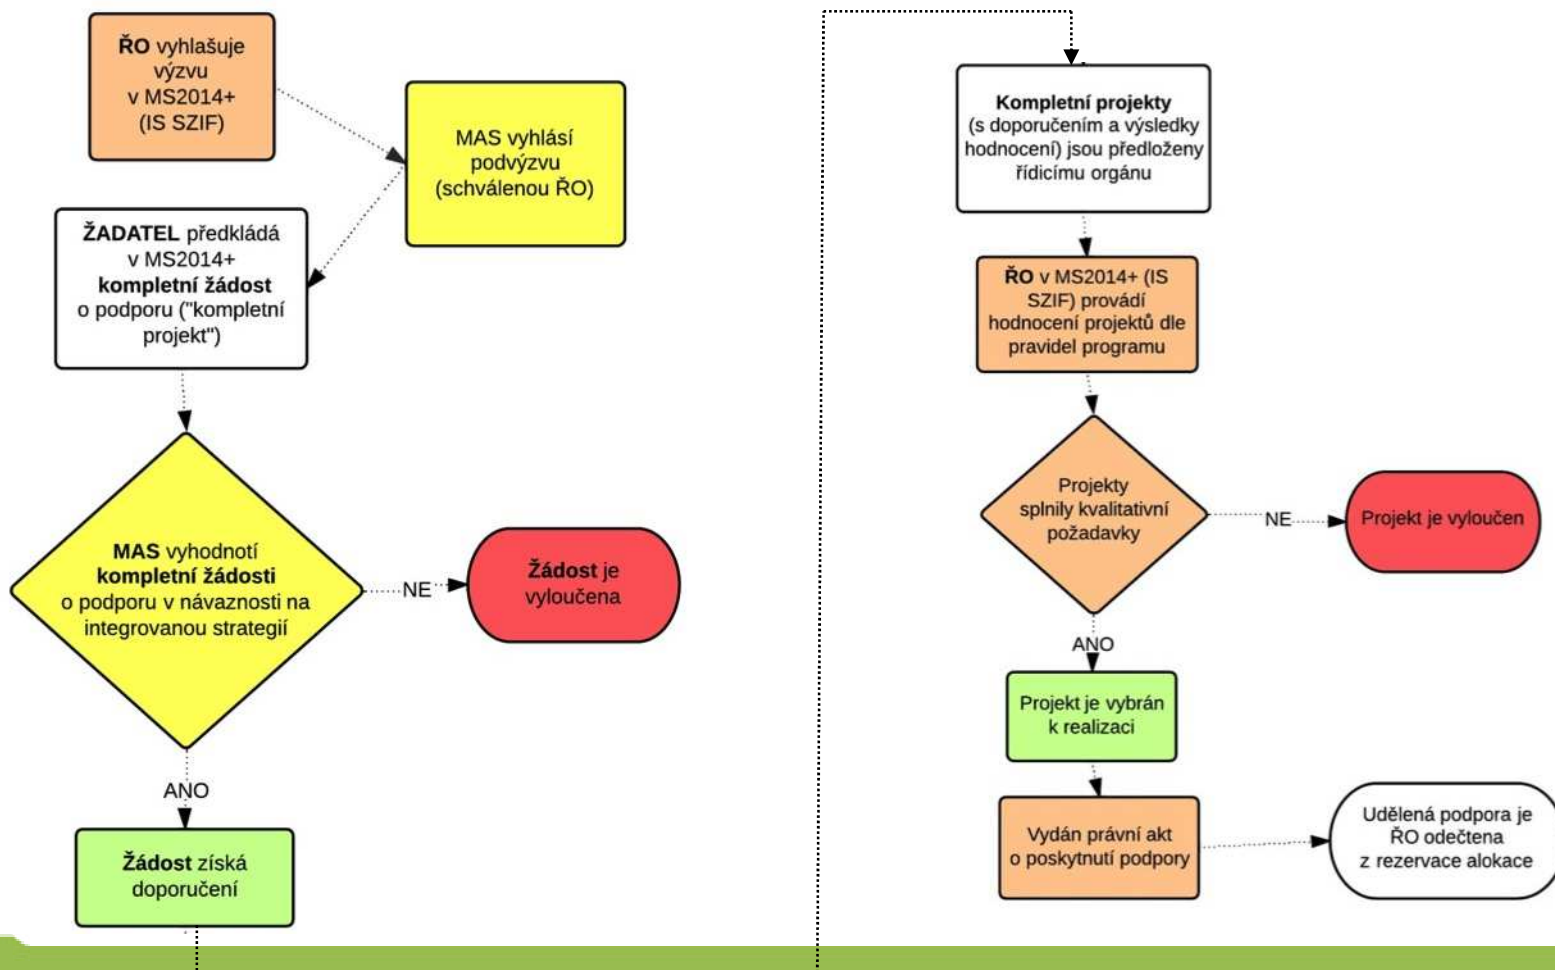 ŘO vyhlašuje
výzvu
v MS2014+
(IS SZIF)
MAS vyhlásí
podvýzvu
(schválenou ŘO)
ŽADATEL předkládá
v MS2014+
kompletní žádost
o podporu ("kompletní
projekt")
MAS vyhodnotí
kompletní žádosti
o podporu v návaznosti na
integrovanou strategií
NE
Žádost je
vyloučena
ANO
Žádost získá
doporučení
Kompletní projekty
(s doporučením a výsledky
hodnocení) jsou předloženy
řídicímu orgánu
ŘO v MS2014+ (IS
SZIF) provádí
hodnocení projektů dle
pravidel programu
Projekty
splnily kvalitativní
požadavky
NE
Projekt je vyloučen
ANO
Projekt je vybrán
k realizaci
Vydán právní akt
o poskytnutí podpory
Udělená podpora je
ŘO odečtena
z rezervace alokace